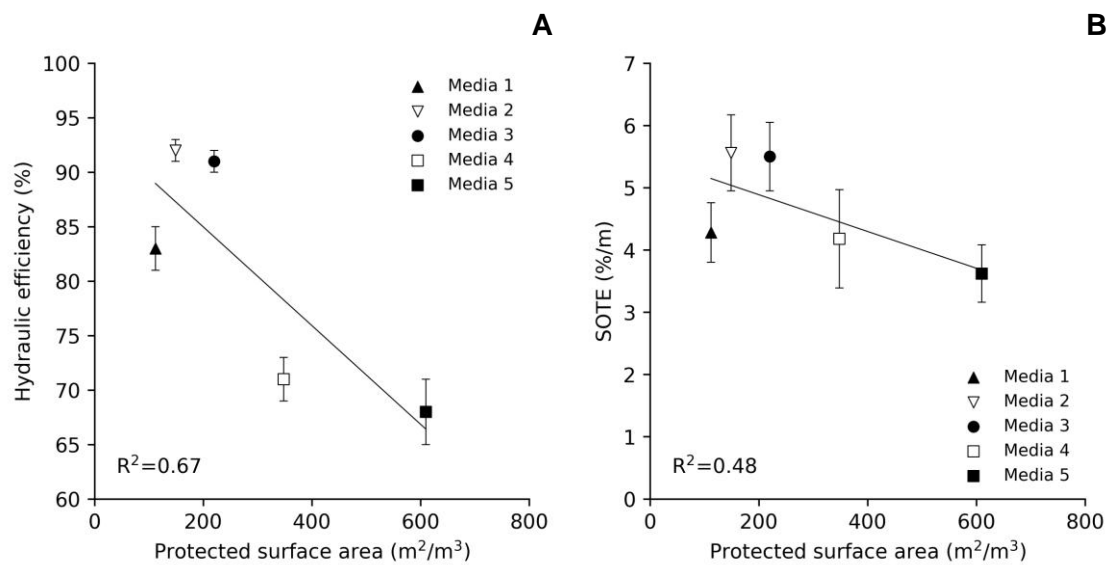 A
Hydraulic efficiency (%)
100
95
90
85
80
75
70
65
60
Media 1
Media 2
Media 3
Media 4
Media 5
R²=0.67
0 200 400 600 800
Protected surface area (m²/m³)
B
SOTE (%/m)
7
6
5
4
3
2
1
0
Media 1
Media 2
Media 3
Media 4
Media 5
R²=0.48
0 200 400 600 800
Protected surface area (m²/m³)